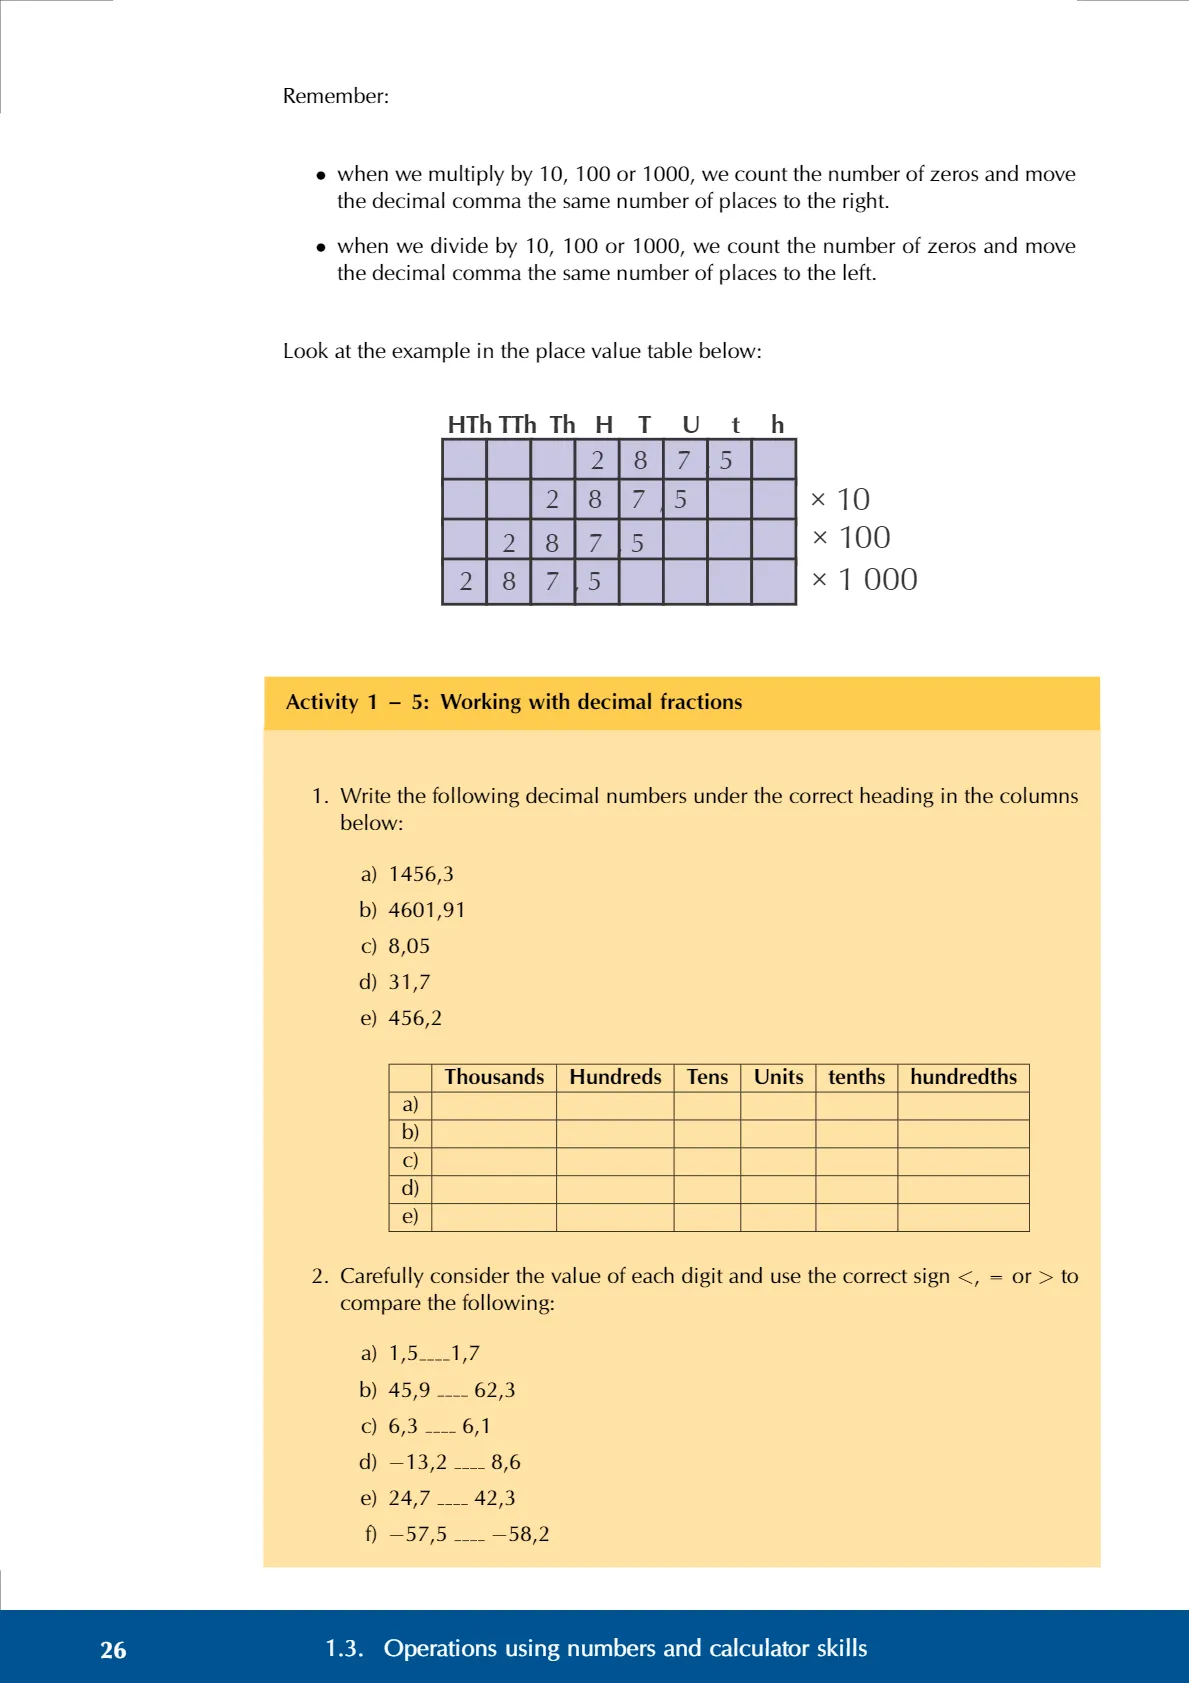 Remember:
• when we multiply by 10, 100 or 1000, we count the number of zeros and move
the decimal comma the same number of places to the right.
• when we divide by 10, 100 or 1000, we count the number of zeros and move
the decimal comma the same number of places to the left.
Look at the example in the place value table below:
HTh TTh Th H T U t h
2 8 7 , 5
2 8 7 , 5 × 10
2 8 7 , 5 × 100
2 8 7 , 5 × 1 000
Activity 1 – 5: Working with decimal fractions
1. Write the following decimal numbers under the correct heading in the columns
below:
a) 1456,3
b) 4601,91
c) 8,05
d) 31,7
e) 456,2
Thousands Hundreds Tens Units tenths hundredths
a)
b)
c)
d)
e)
2. Carefully consider the value of each digit and use the correct sign <, = or > to
compare the following:
a) 1,5____1,7
b) 45,9 ____ 62,3
c) 6,3 ____ 6,1
d) −13,2 ____ 8,6
e) 24,7 ____ 42,3
f) −57,5 ____ −58,2
26 1.3. Operations using numbers and calculator skills